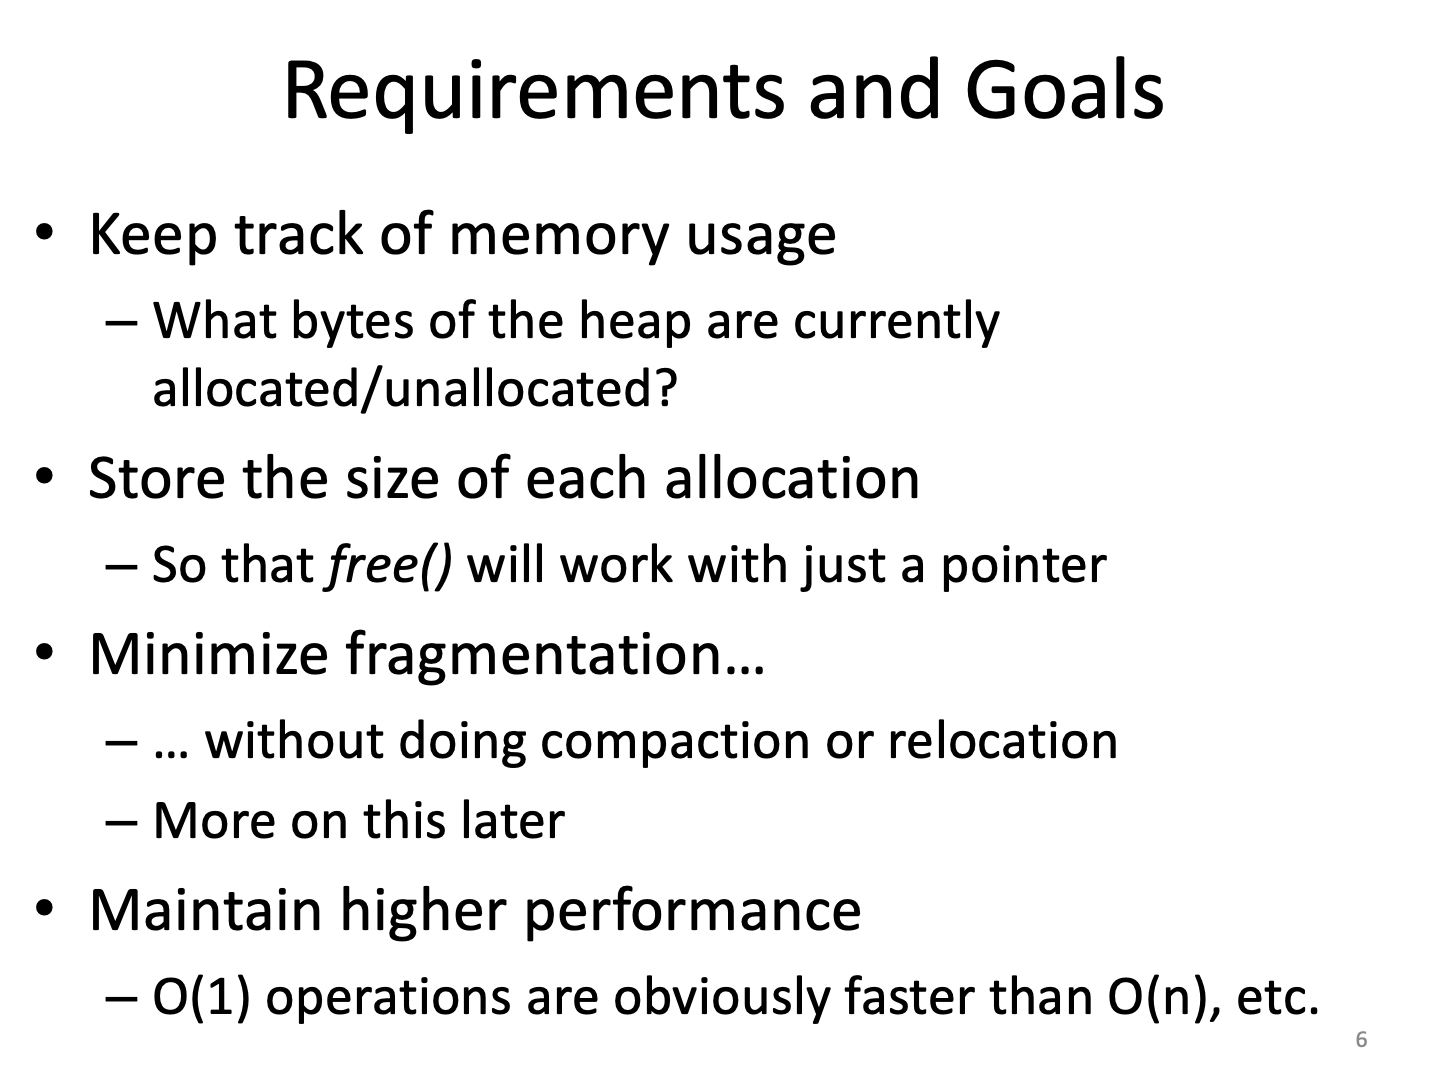 Requirements and Goals
• Keep track of memory usage
– What bytes of the heap are currently
allocated/unallocated?
• Store the size of each allocation
– So that free() will work with just a pointer
• Minimize fragmentation…
– … without doing compaction or relocation
– More on this later
• Maintain higher performance
– O(1) operations are obviously faster than O(n), etc.
6